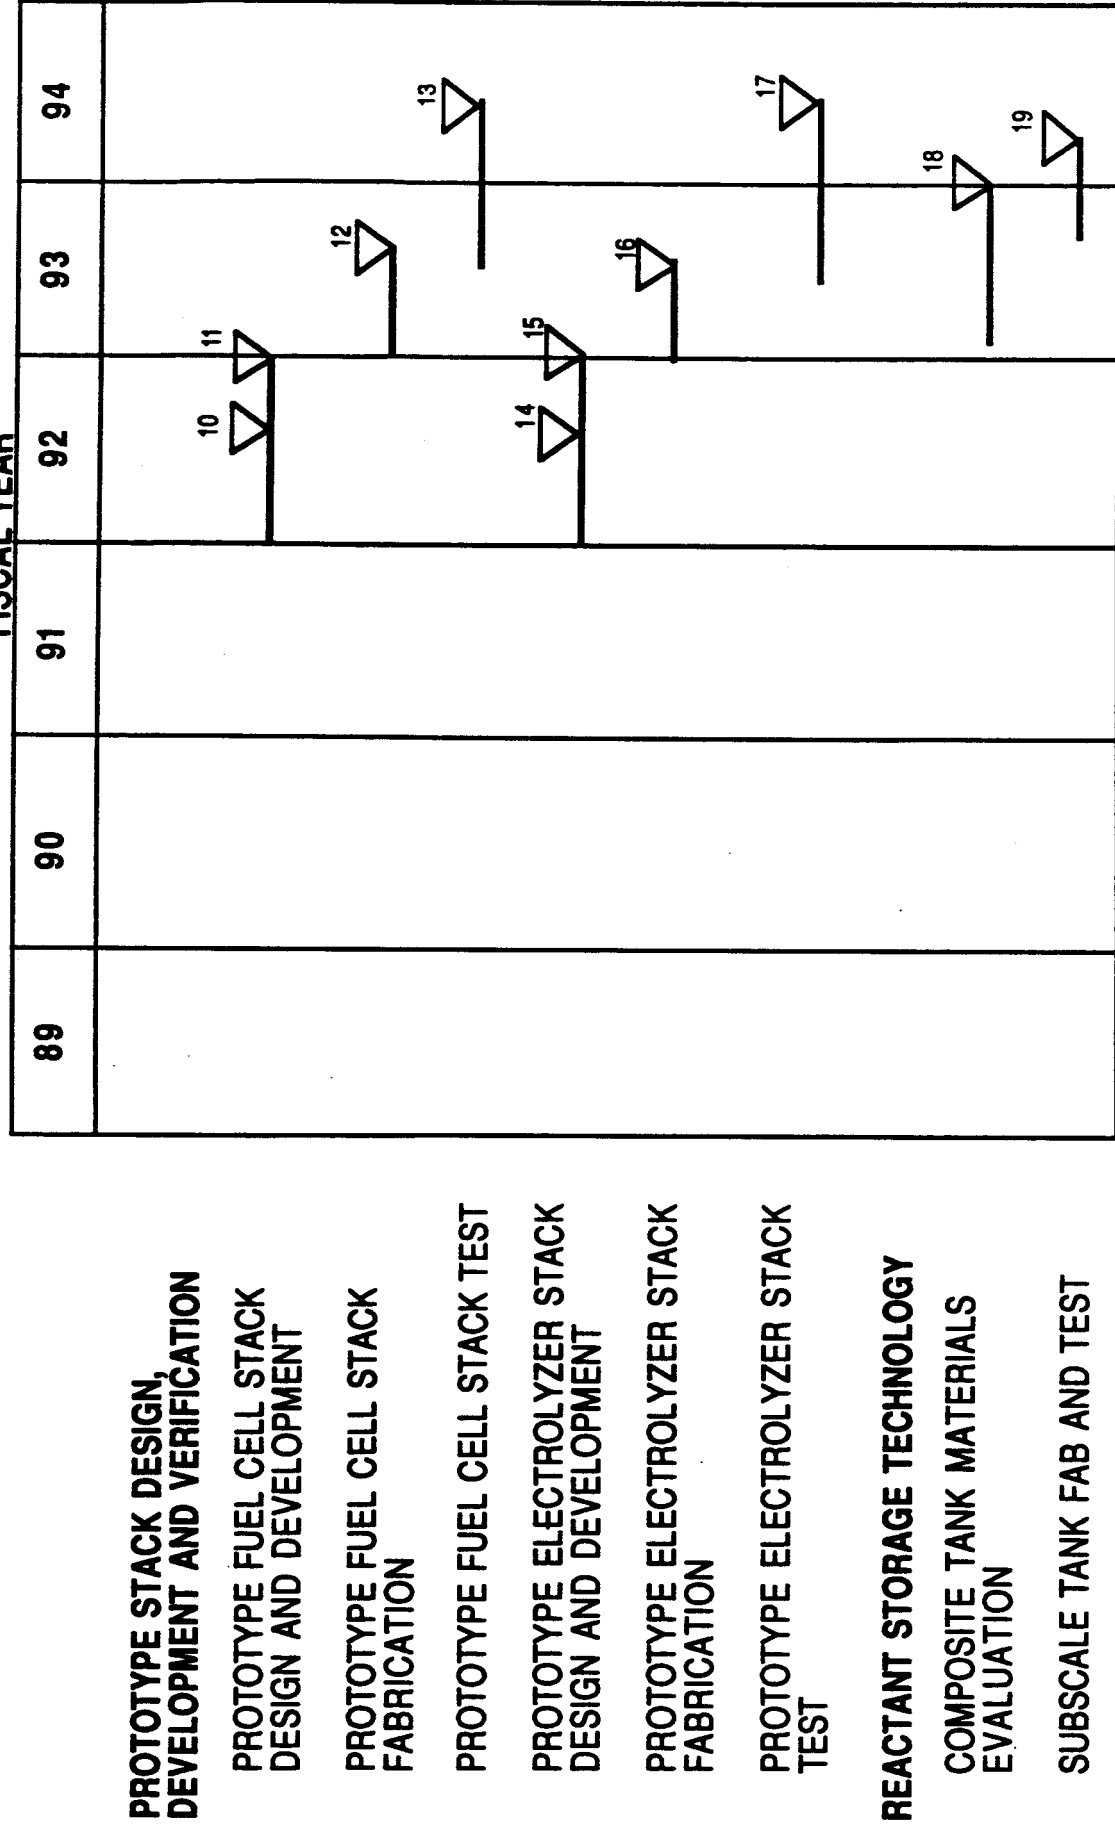 FISCAL YEAR
89 90 91 92 93 94
PROTOTYPE STACK DESIGN,
DEVELOPMENT AND VERIFICATION
PROTOTYPE FUEL CELL STACK
DESIGN AND DEVELOPMENT
10 11
PROTOTYPE FUEL CELL STACK
FABRICATION
12
PROTOTYPE FUEL CELL STACK TEST
13
PROTOTYPE ELECTROLYZER STACK
DESIGN AND DEVELOPMENT
14 15
PROTOTYPE ELECTROLYZER STACK
FABRICATION
16
PROTOTYPE ELECTROLYZER STACK
TEST
17
REACTANT STORAGE TECHNOLOGY
COMPOSITE TANK MATERIALS
EVALUATION
18
SUBSCALE TANK FAB AND TEST
19